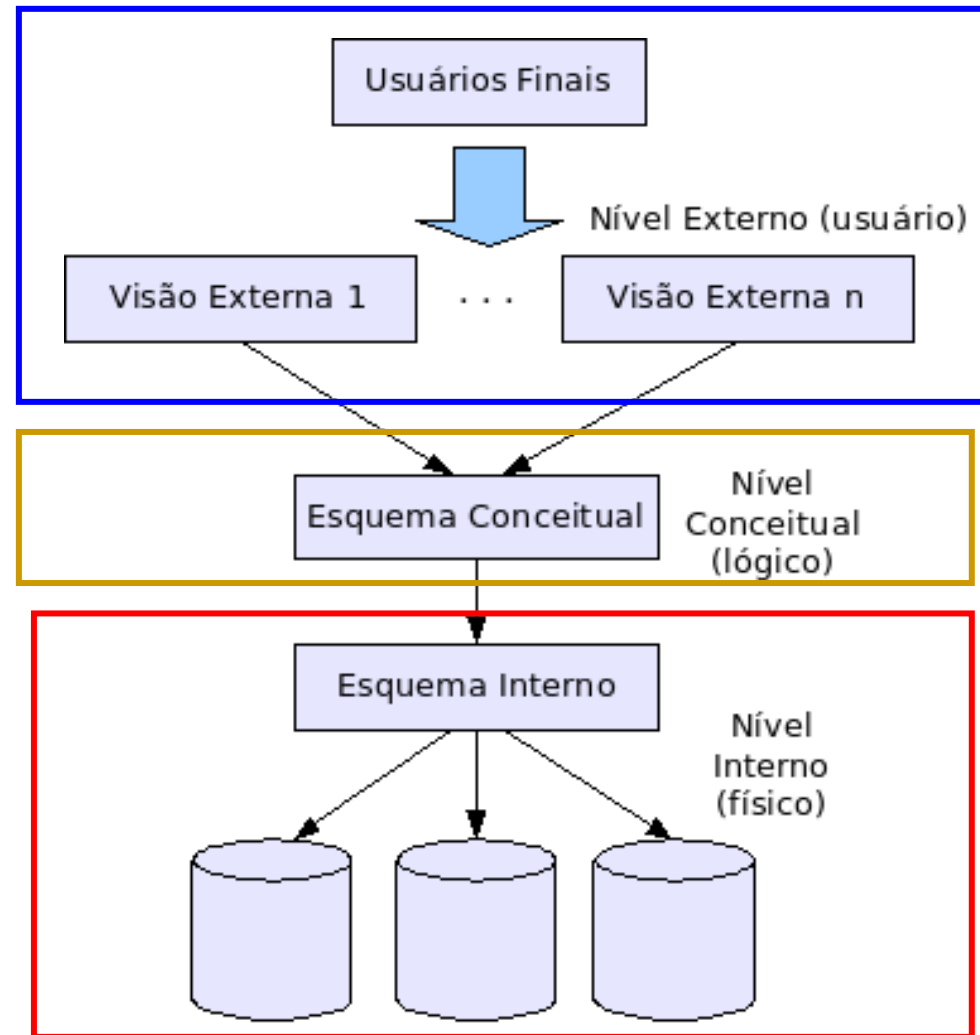 Usuários Finais
Nível Externo (usuário)
Visão Externa 1
. . .
Visão Externa n
Esquema Conceitual
Nível
Conceitual
(lógico)
Esquema Interno
Nível
Interno
(físico)